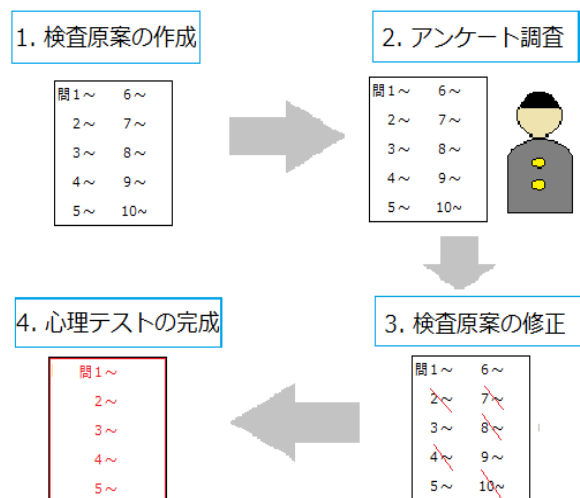 1. 検査原案の作成
問1～ 6～
2～ 7～
3～ 8～
4～ 9～
5～ 10~
2. アンケート調査
問1～ 6～
2～ 7～
3～ 8～
4～ 9～
5～ 10~
3. 検査原案の修正
問1～ 6～
2～ 7～
3～ 8～
4～ 9～
5～ 10~
4. 心理テストの完成
問1～
2～
3～
4～
5～